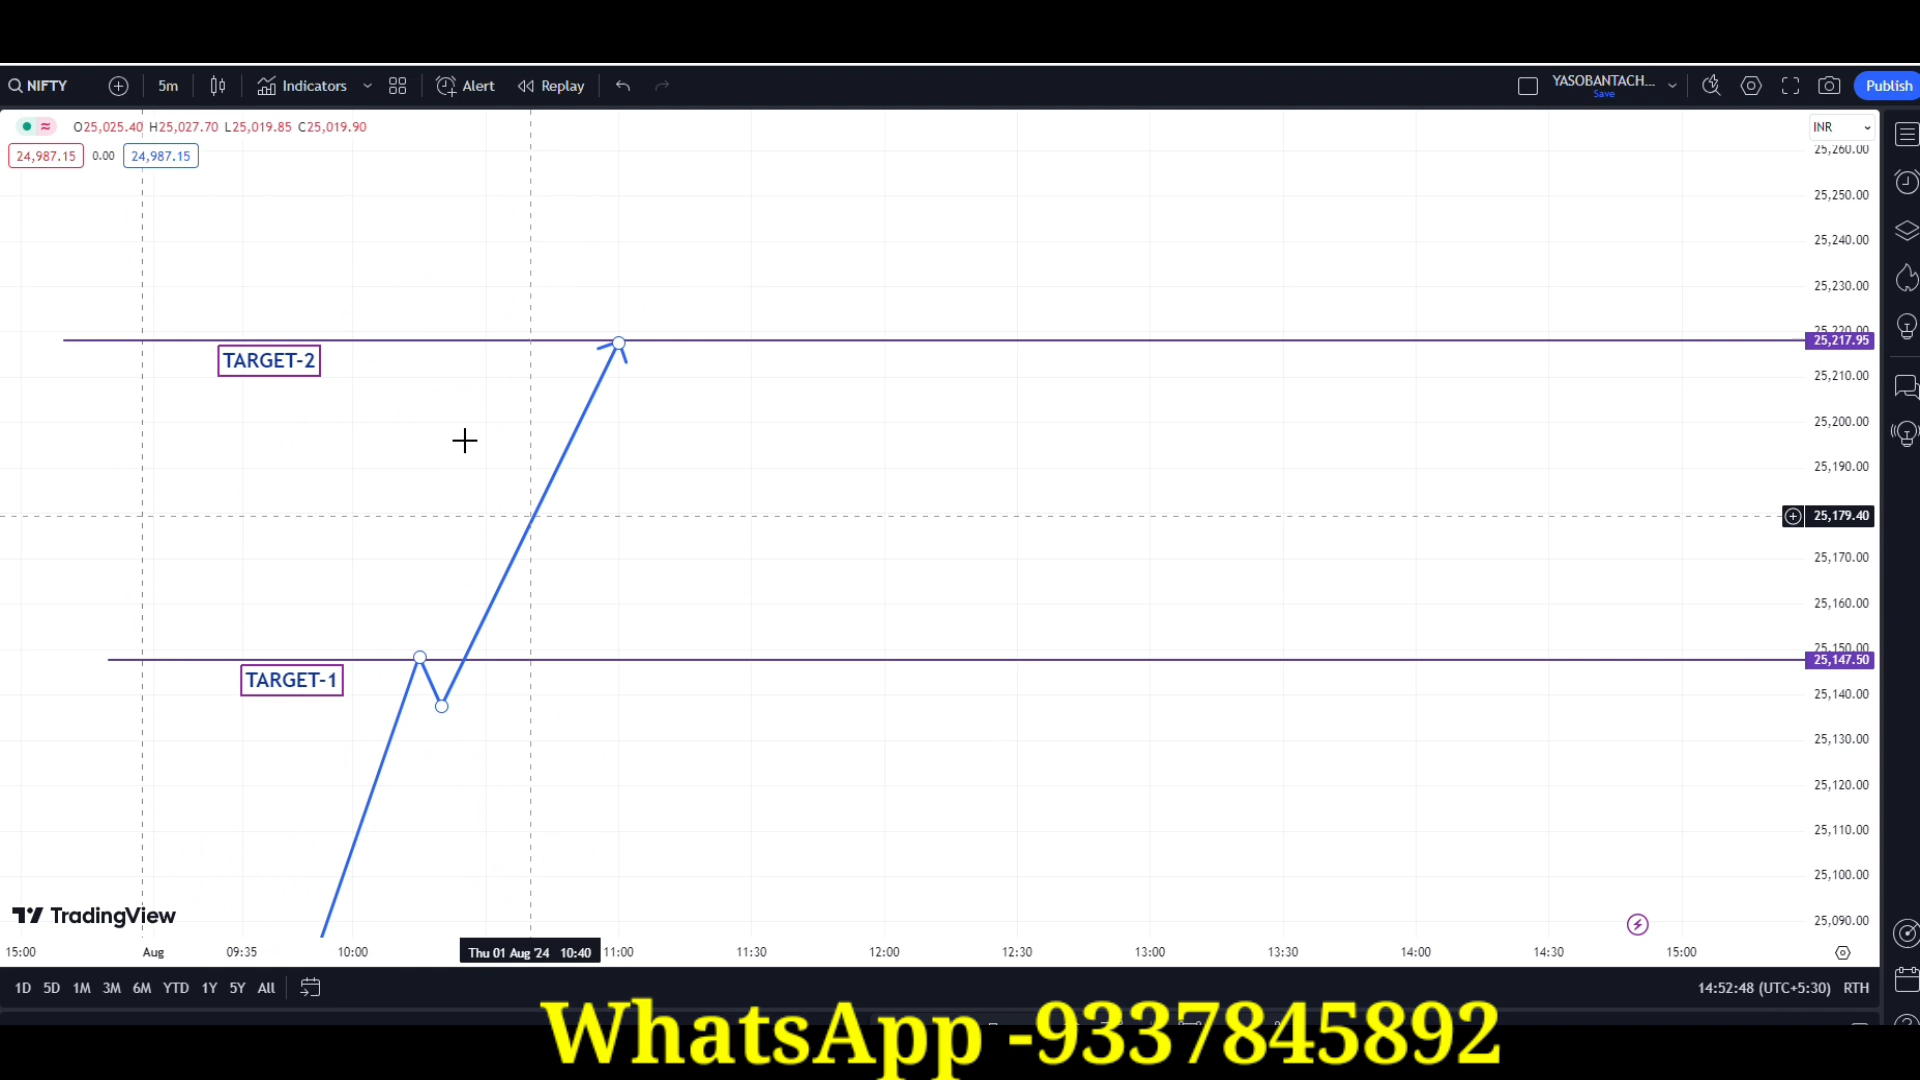 NIFTY 5m Indicators Alert Replay YASOBANTACH... Save Publish
O25,025.40 H25,027.70 L25,019.85 C25,019.90 INR
24,987.15 0.00 24,987.15
25,260.00
25,250.00
25,240.00
25,230.00
25,220.00
25,217.95
TARGET-2
25,210.00
25,200.00
25,190.00
25,179.40
25,170.00
25,160.00
25,150.00
25,147.50
TARGET-1
25,140.00
25,130.00
25,120.00
25,110.00
25,100.00
TradingView 25,090.00
15:00 Aug 09:35 10:00 Thu 01 Aug '24 10:40 11:00 11:30 12:00 12:30 13:00 13:30 14:00 14:30 15:00
1D 5D 1M 3M 6M YTD 1Y 5Y All 14:52:48 (UTC+5:30) RTH
WhatsApp -9337845892